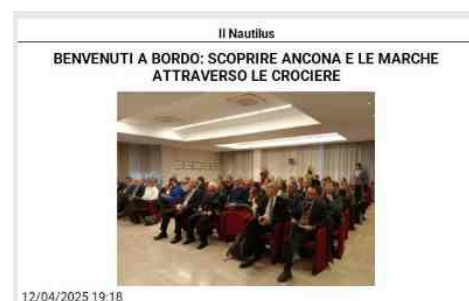 Il Nautilus
BENVENUTI A BORDO: SCOPRIRE ANCONA E LE MARCHE
ATTRAVERSO LE CROCIERE
12/04/2025 19:18